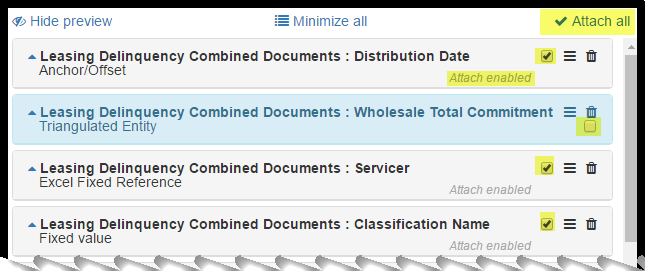 Hide preview Minimize all Attach all
Leasing Delinquency Combined Documents : Distribution Date
Anchor/Offset
Attach enabled
Leasing Delinquency Combined Documents : Wholesale Total Commitment
Triangulated Entity
Leasing Delinquency Combined Documents : Servicer
Excel Fixed Reference
Attach enabled
Leasing Delinquency Combined Documents : Classification Name
Fixed value
Attach enabled